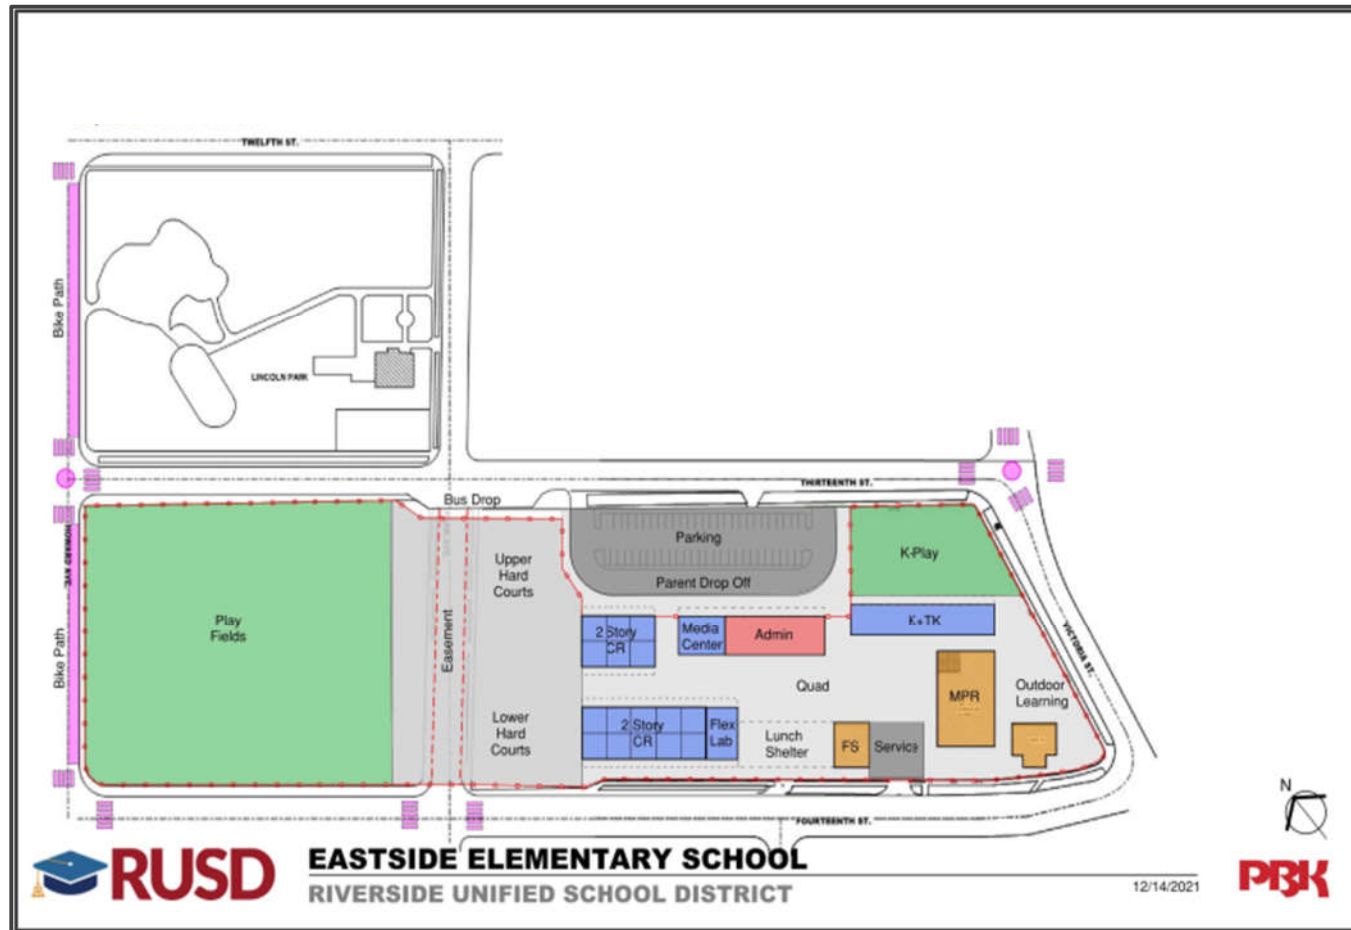 TWELFTH ST.
Bike Path
LINCOLN PARK
THIRTEENTH ST.
Bus Drop
HOWARD AVE.
Parking
K-Play
Upper
Hard
Courts
Parent Drop Off
Play
Fields
Easement
2 Story
CR
Media
Center
Admin
K+TK
VICTORIA ST.
Bike Path
Quad
MPR
Outdoor
Learning
Lower
Hard
Courts
2 Story
CR
Flex
Lab
Lunch
Shelter
FS
Service
FOURTEENTH ST.
N
RUSD
EASTSIDE ELEMENTARY SCHOOL
RIVERSIDE UNIFIED SCHOOL DISTRICT
12/14/2021
PBK